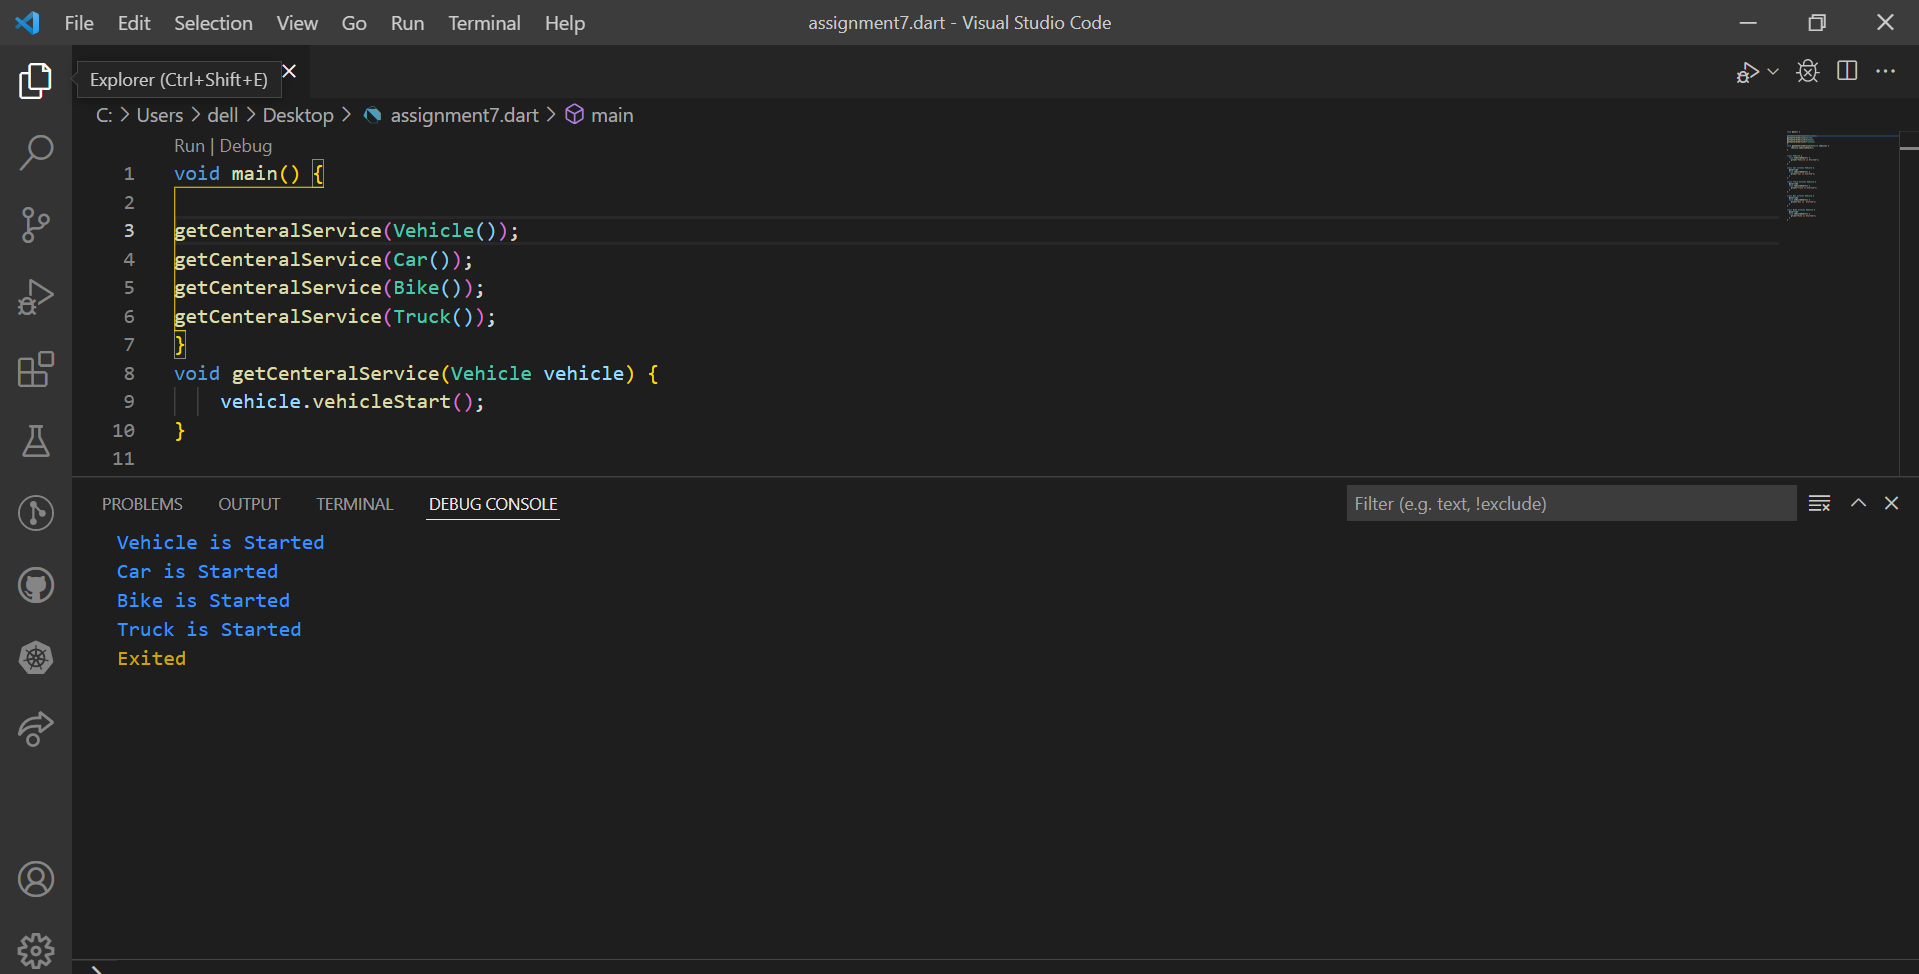 File Edit Selection View Go Run Terminal Help
assignment7.dart - Visual Studio Code
Explorer (Ctrl+Shift+E)
C: > Users > dell > Desktop > assignment7.dart > main
Run | Debug
1 void main() {
2
3 getCenteralService(Vehicle());
4 getCenteralService(Car());
5 getCenteralService(Bike());
6 getCenteralService(Truck());
7 }
8 void getCenteralService(Vehicle vehicle) {
9 vehicle.vehicleStart();
10 }
11
PROBLEMS OUTPUT TERMINAL DEBUG CONSOLE
Filter (e.g. text, !exclude)
Vehicle is Started
Car is Started
Bike is Started
Truck is Started
Exited